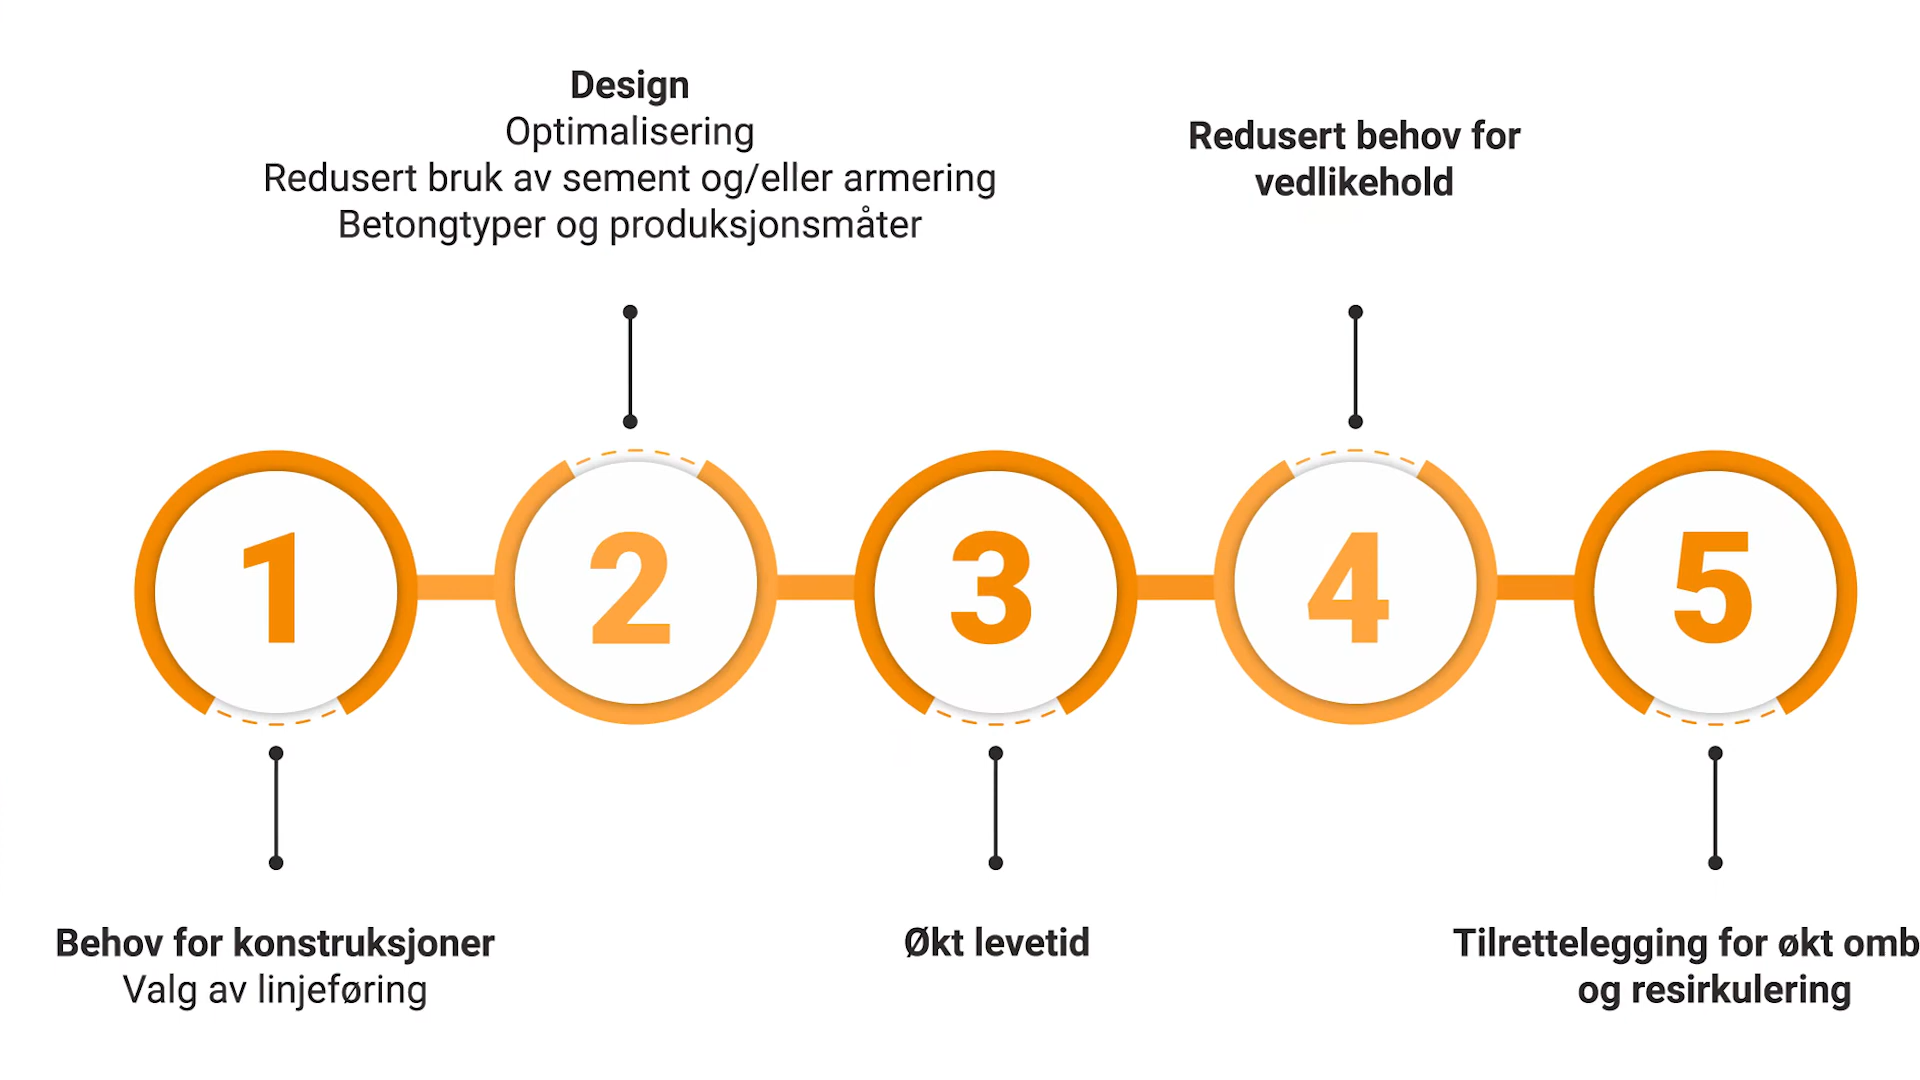 Design
Optimalisering
Redusert bruk av sement og/eller armering
Betongtyper og produksjonsmåter
Redusert behov for
vedlikehold
1
2
3
4
5
Behov for konstruksjoner
Valg av linjeføring
Økt levetid
Tilrettelegging for økt omb
og resirkulering